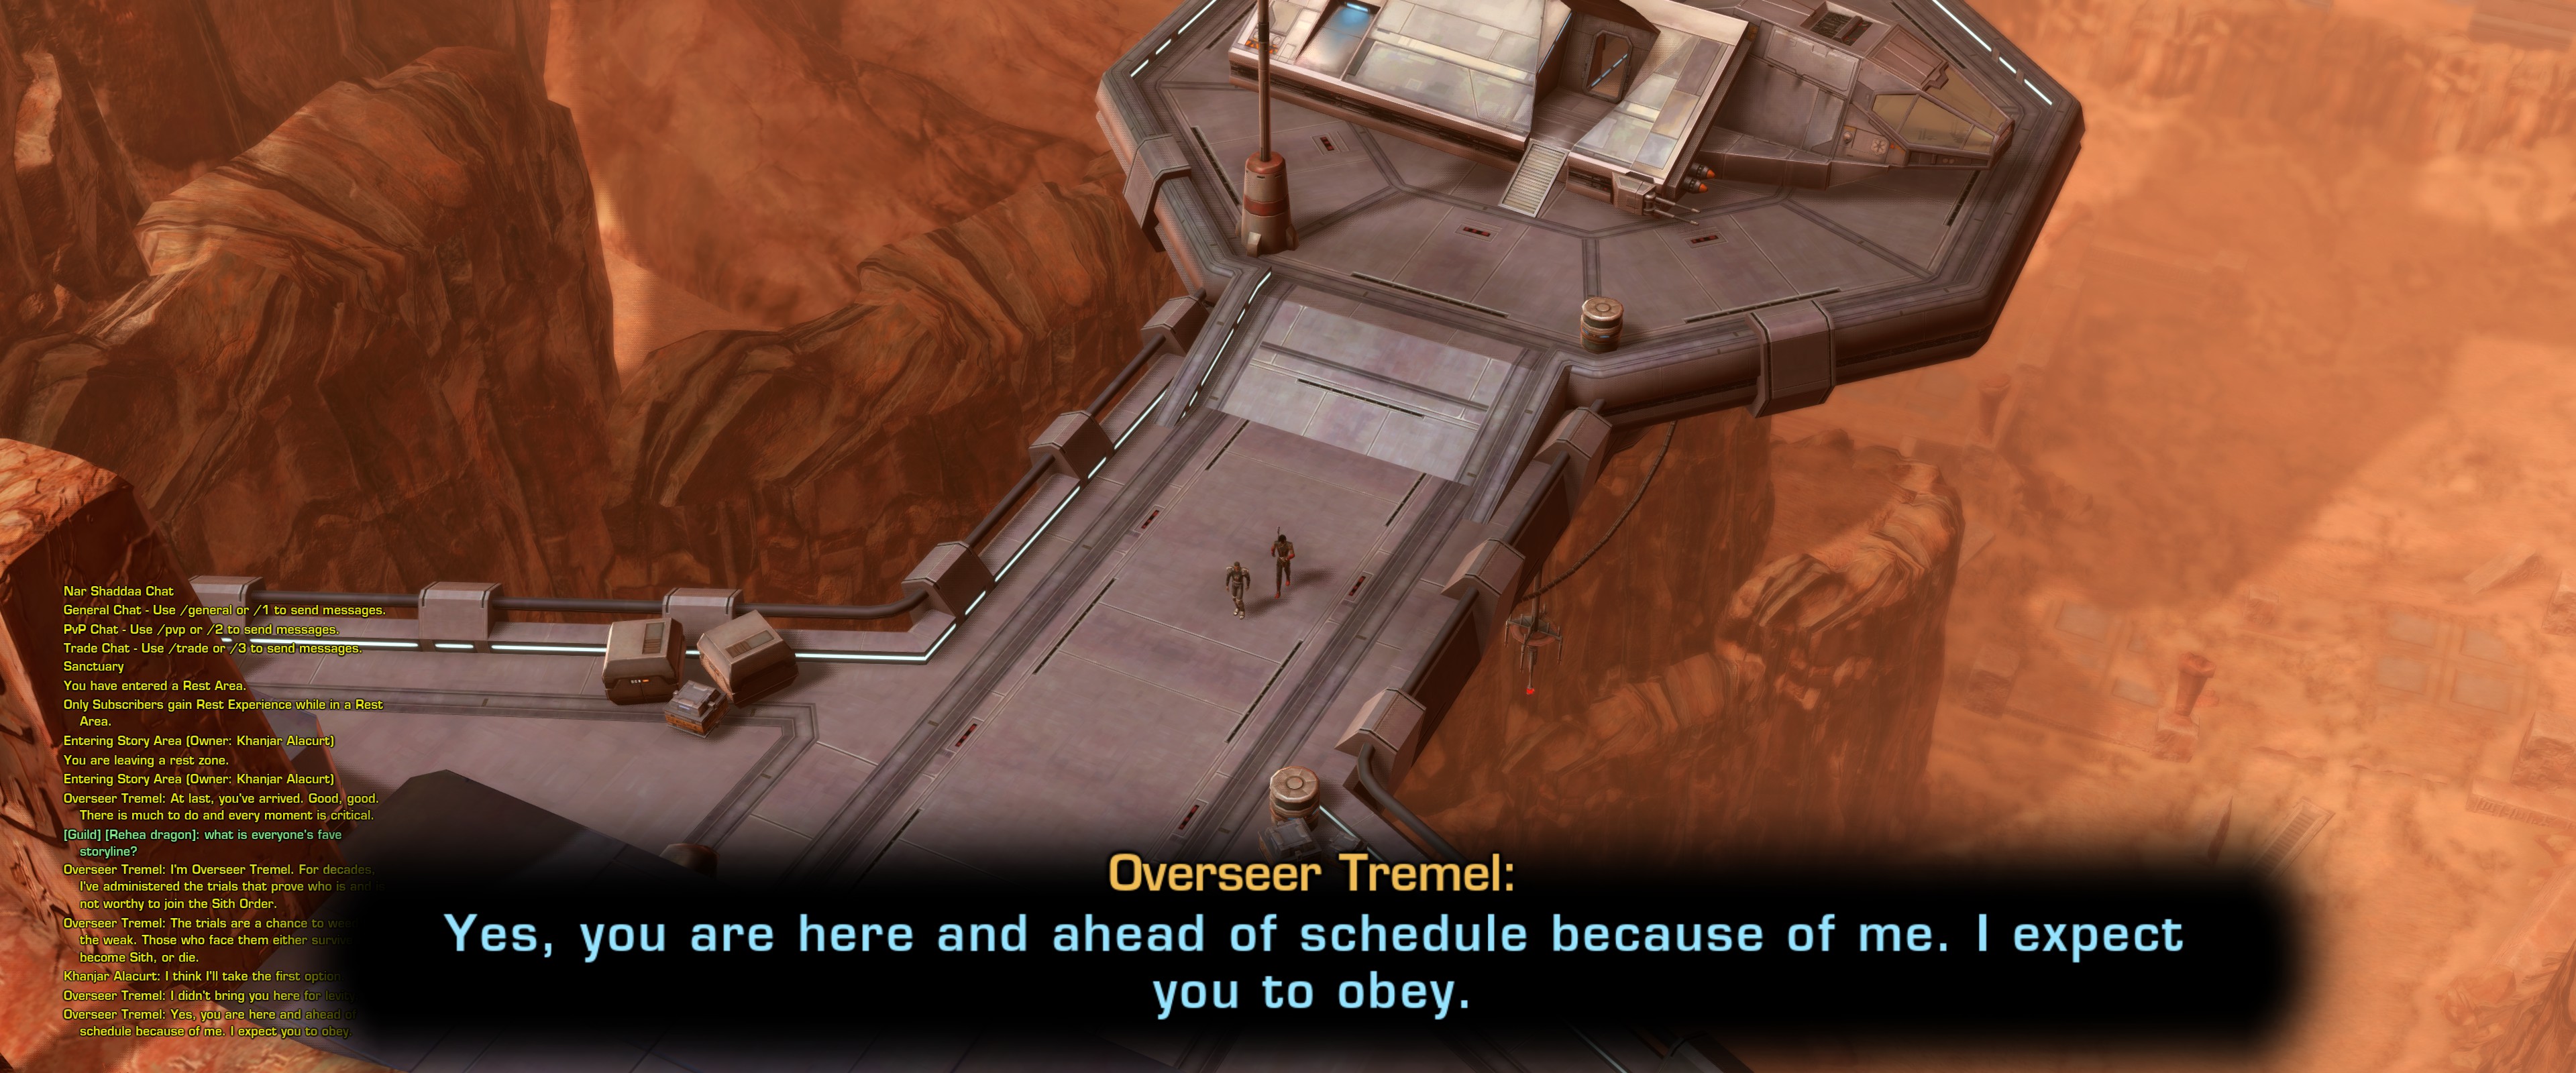 Nar Shaddaa Chat
General Chat - Use /general or /1 to send messages.
PvP Chat - Use /pvp or /2 to send messages.
Trade Chat - Use /trade or /3 to send messages.
Sanctuary
You have entered a Rest Area.
Only Subscribers gain Rest Experience while in a Rest
Area.
Entering Story Area (Owner: Khanjar Alacurt)
You are leaving a rest zone.
Entering Story Area (Owner: Khanjar Alacurt)
Overseer Tremel: At last, you've arrived. Good, good.
There is much to do and every moment is critical.
[Guild] [Rehea dragon]: what is everyone's fave
storyline?
Overseer Tremel: I'm Overseer Tremel. For decades,
I've administered the trials that prove who is and is
not worthy to join the Sith Order.
Overseer Tremel: The trials are a chance to
the weak. Those who face them either
become Sith, or die.
Khanjar Alacurt: I think I'll take the first option
Overseer Tremel: I didn't bring you here for levity
Overseer Tremel: Yes, you are here and ahead of
schedule because of me. I expect you to obey.
Overseer Tremel:
Yes, you are here and ahead of schedule because of me. I expect
you to obey.